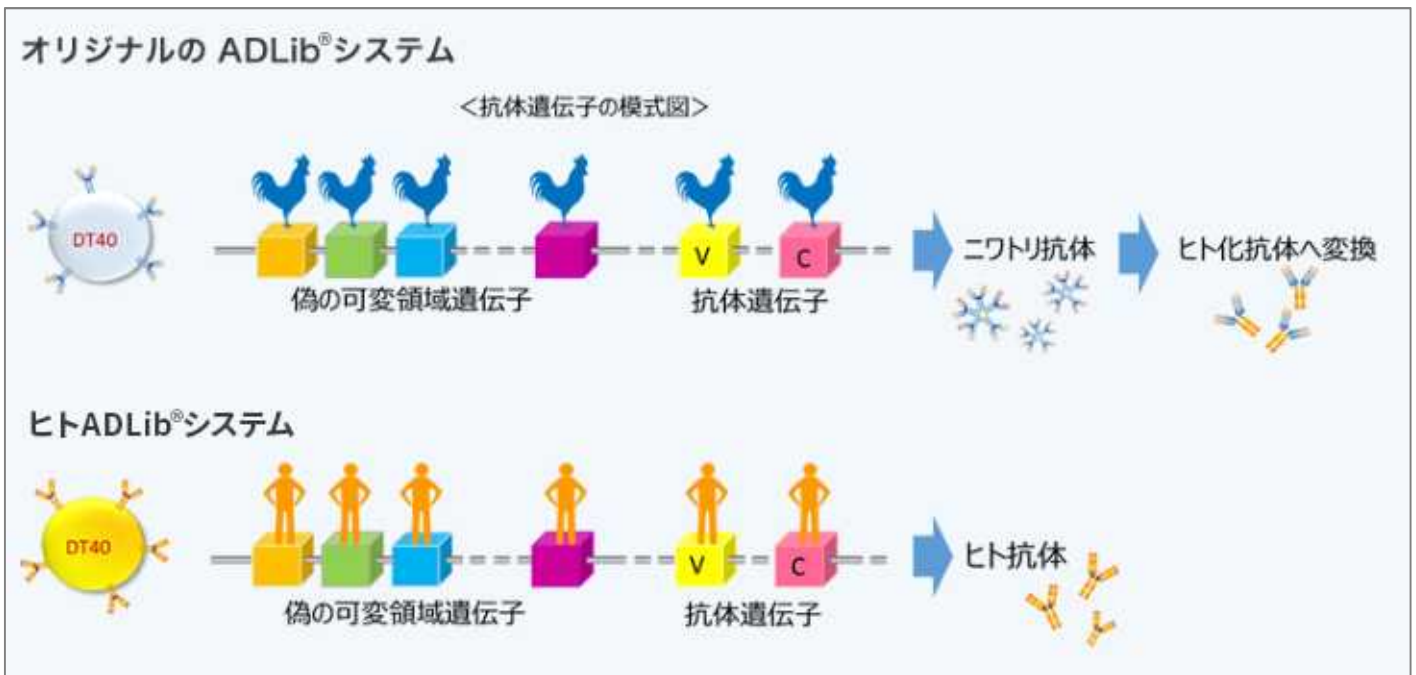 オリジナルの ADLib®システム
＜抗体遺伝子の模式図＞
DT40
V
C
偽の可変領域遺伝子
抗体遺伝子
ニワトリ抗体
ヒト化抗体へ変換
ヒトADLib®システム
DT40
V
C
偽の可変領域遺伝子
抗体遺伝子
ヒト抗体